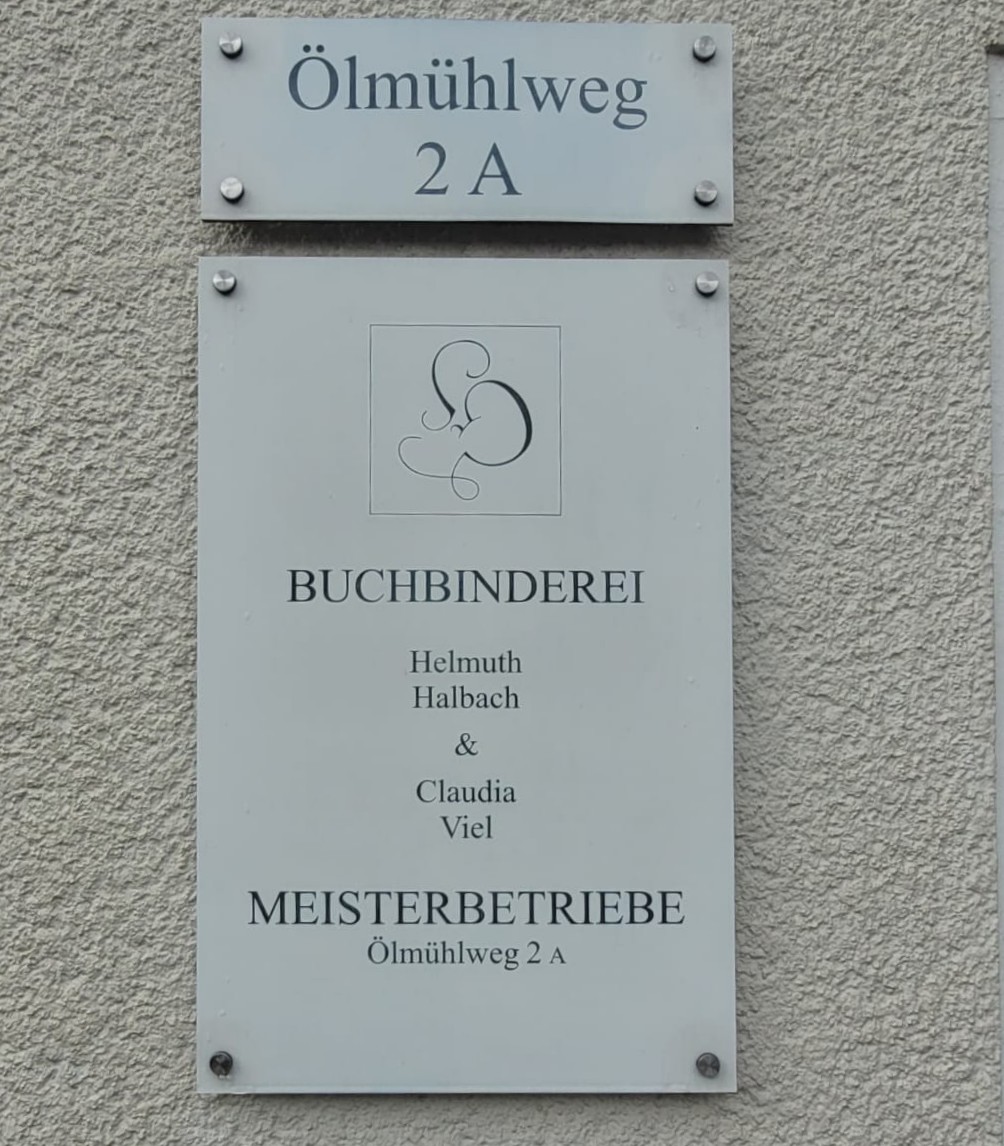 Ölmühlweg
2 A
BUCHBINDEREI
Helmuth
Halbach
&
Claudia
Viel
MEISTERBETRIEBE
Ölmühlweg 2 A